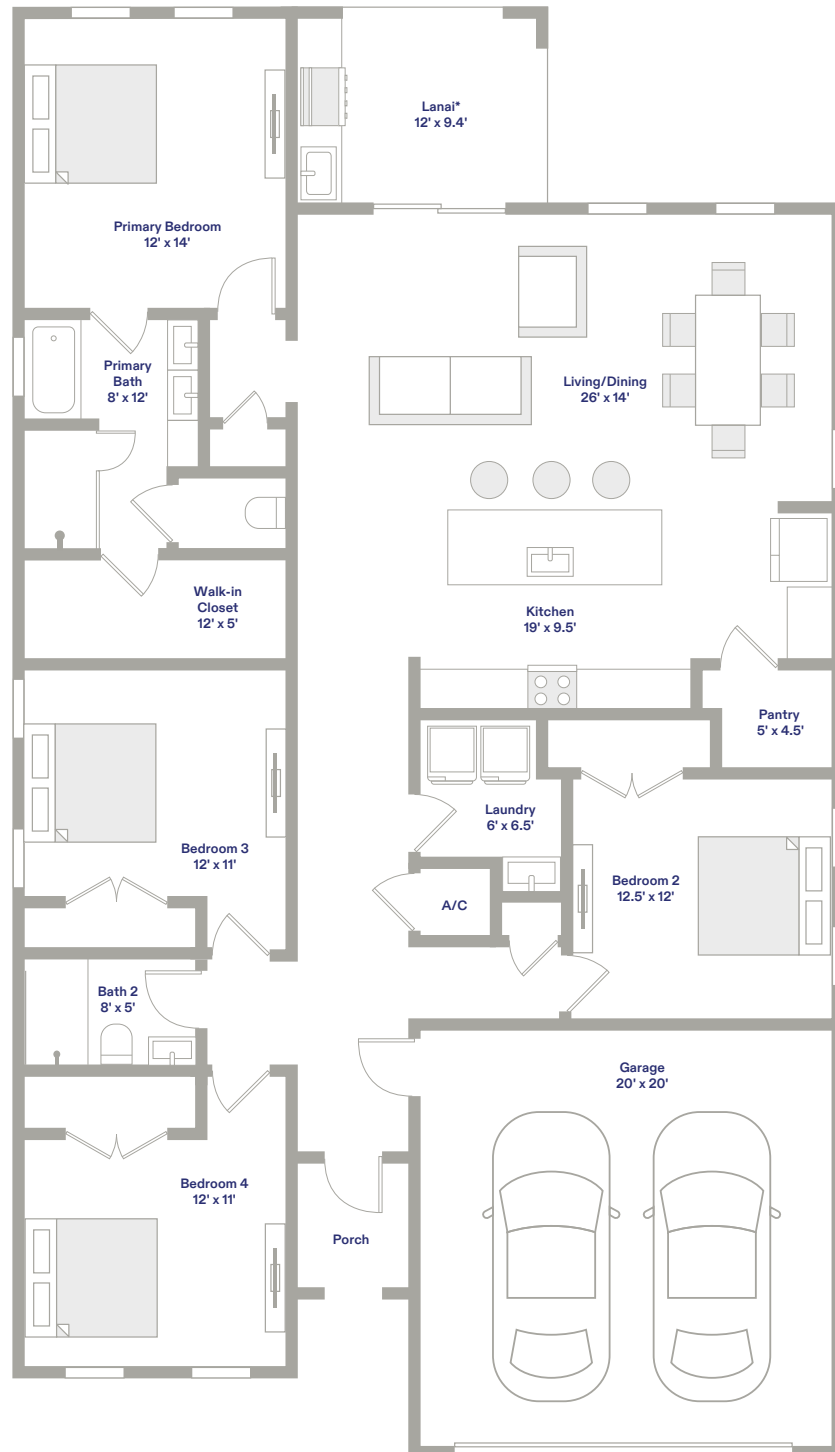 Lanai*
12' x 9.4'
Primary Bedroom
12' x 14'
Primary
Bath
8' x 12'
Living/Dining
26' x 14'
Walk-in
Closet
12' x 5'
Kitchen
19' x 9.5'
Pantry
5' x 4.5'
Laundry
6' x 6.5'
Bedroom 3
12' x 11'
Bedroom 2
12.5' x 12'
A/C
Bath 2
8' x 5'
Garage
20' x 20'
Bedroom 4
12' x 11'
Porch